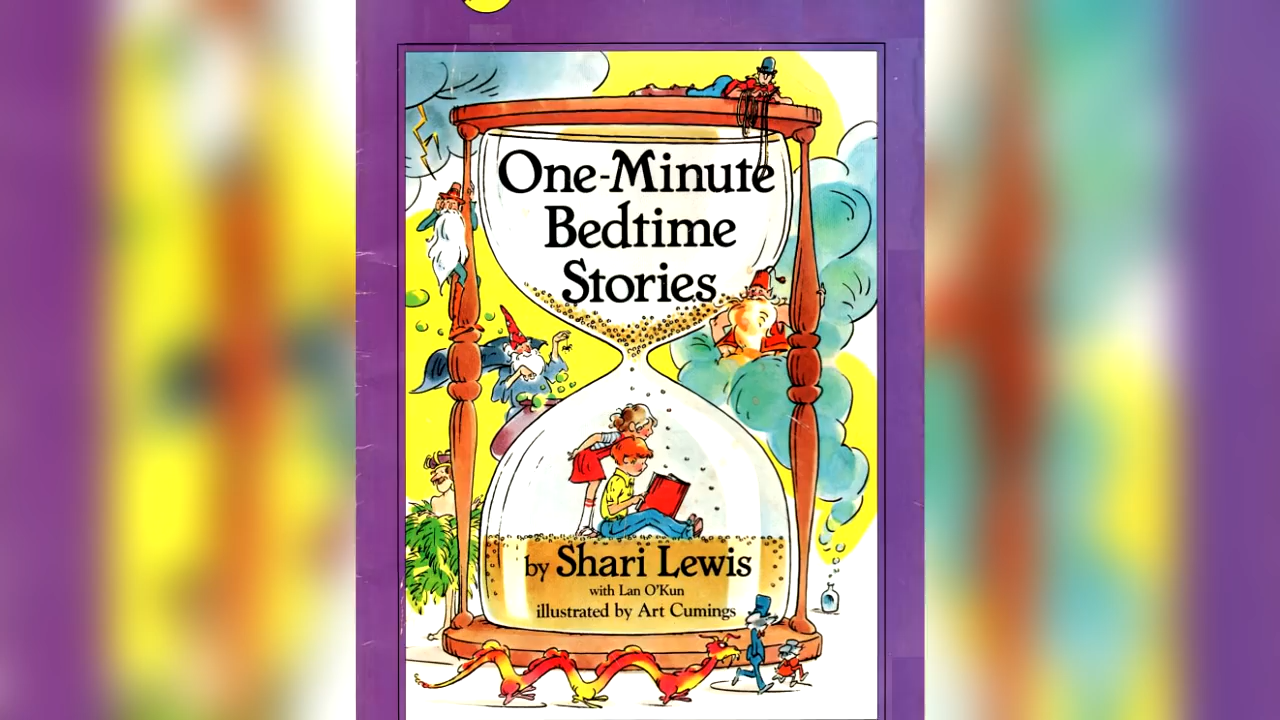 One-Minute
Bedtime
Stories
by Shari Lewis
with Lan O'Kun
illustrated by Art Cumings